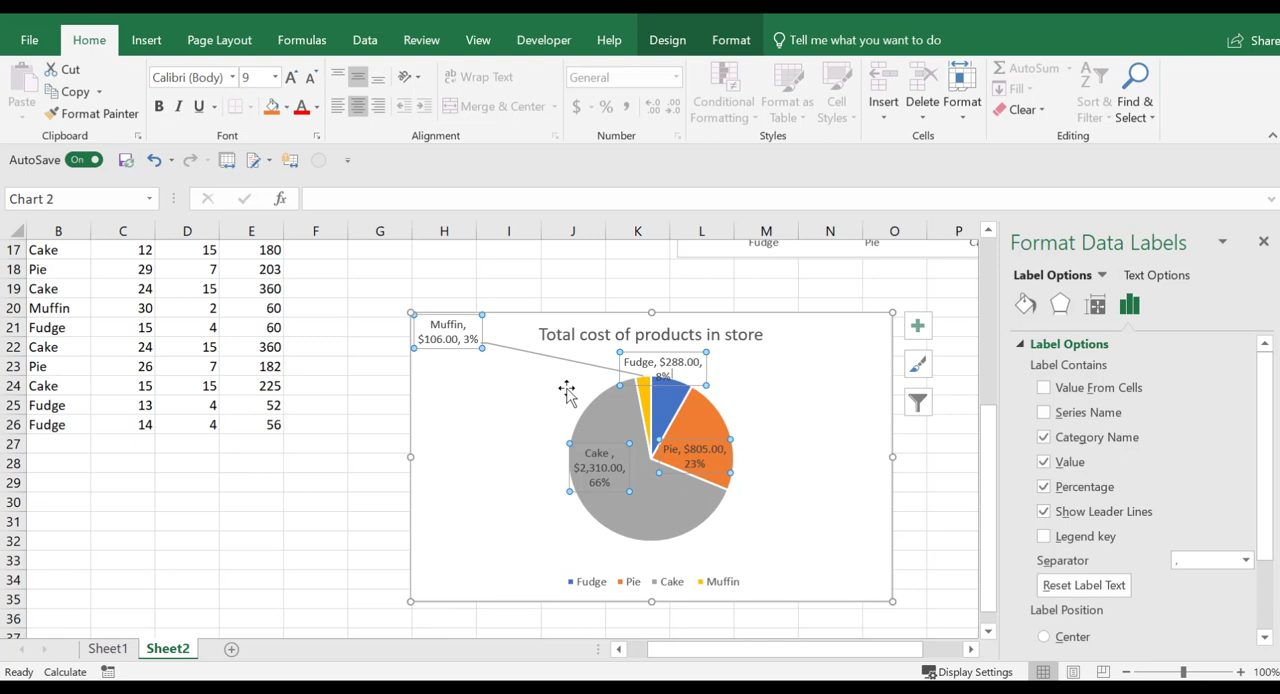 File Home Insert Page Layout Formulas Data Review View Developer Help Design Format Tell me what you want to do Share
Paste Cut Copy Format Painter Clipboard
Calibri (Body) 9 A A B I U A Font
ab Wrap Text Merge & Center Alignment
General $ % , Number
Conditional Formatting Format as Table Cell Styles Styles
Insert Delete Format Cells
AutoSum Fill Clear Sort & Filter Find & Select Editing
AutoSave On
Chart 2 fx
B C D E F G H I J K L M N O P
17 Cake 12 15 180
18 Pie 29 7 203
19 Cake 24 15 360
20 Muffin 30 2 60
21 Fudge 15 4 60
22 Cake 24 15 360
23 Pie 26 7 182
24 Cake 15 15 225
25 Fudge 13 4 52
26 Fudge 14 4 56
27
28
29
30
31
32
33
34
35
36
37
Fudge Pie
Total cost of products in store
Muffin,
$106.00, 3%
Fudge, $288.00,
8%
Pie, $805.00,
23%
Cake ,
$2,310.00,
66%
Fudge Pie Cake Muffin
Format Data Labels
Label Options Text Options
Label Options
Label Contains
Value From Cells
Series Name
Category Name
Value
Percentage
Show Leader Lines
Legend key
Separator ,
Reset Label Text
Label Position
Center
Sheet1 Sheet2
Ready Calculate Display Settings 100%